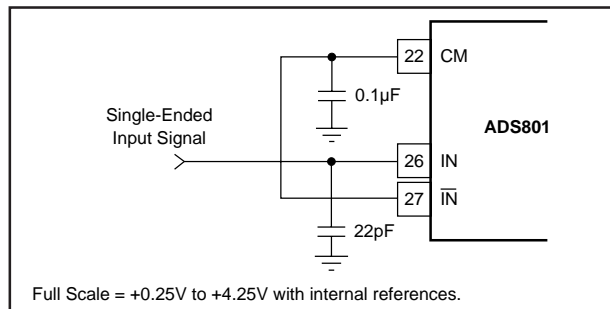 22 CM
0.1µF
Single-Ended
Input Signal
ADS801
26 IN
27 IN
22pF
Full Scale = +0.25V to +4.25V with internal references.